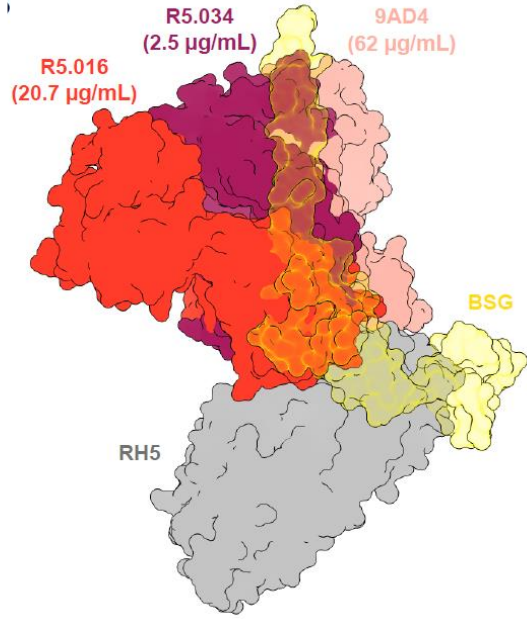 R5.034
(2.5 µg/mL)
9AD4
(62 µg/mL)
R5.016
(20.7 µg/mL)
BSG
RH5